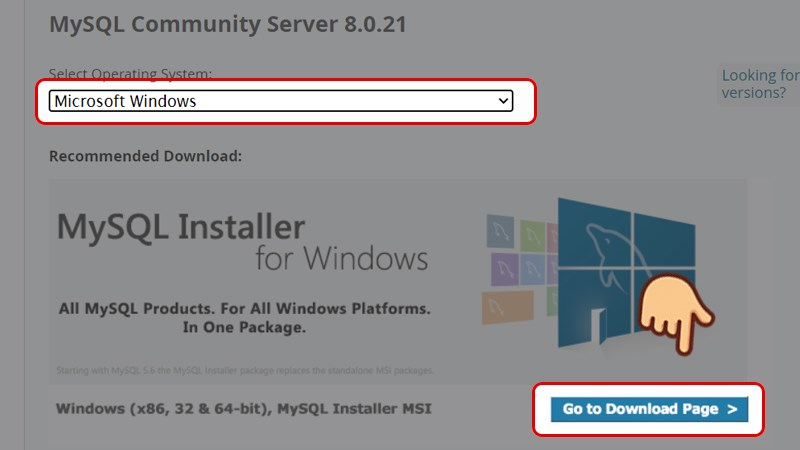 MySQL Community Server 8.0.21
Select Operating System:
Looking for
versions?
Microsoft Windows
Recommended Download:
MySQL Installer
for Windows
All MySQL Products. For All Windows Platforms.
In One Package.
Starting with MySQL 5.6 the MySQL Installer package replaces the standalone MSI packages.
Windows (x86, 32 & 64-bit), MySQL Installer MSI
Go to Download Page >